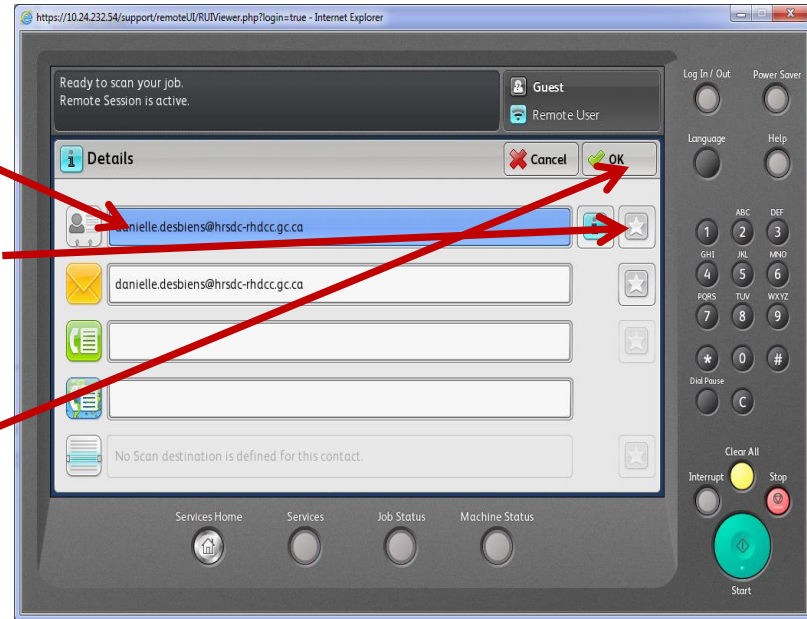 https://10.24.232.54/support/remoteUI/RUIViewer.php?login=true - Internet Explorer
Ready to scan your job.
Remote Session is active.
Guest
Remote User
Details
Cancel
OK
danielle.desbiens@hrsdc-rhdcc.gc.ca
danielle.desbiens@hrsdc-rhdcc.gc.ca
No Scan destination is defined for this contact.
Services Home
Services
Job Status
Machine Status
Log In / Out
Power Saver
Language
Help
ABC DEF
1 2 3
GHI JKL MNO
4 5 6
PQRS TUV WXYZ
7 8 9
* 0 #
Dial Pause
C
Clear All
Interrupt
Stop
Start